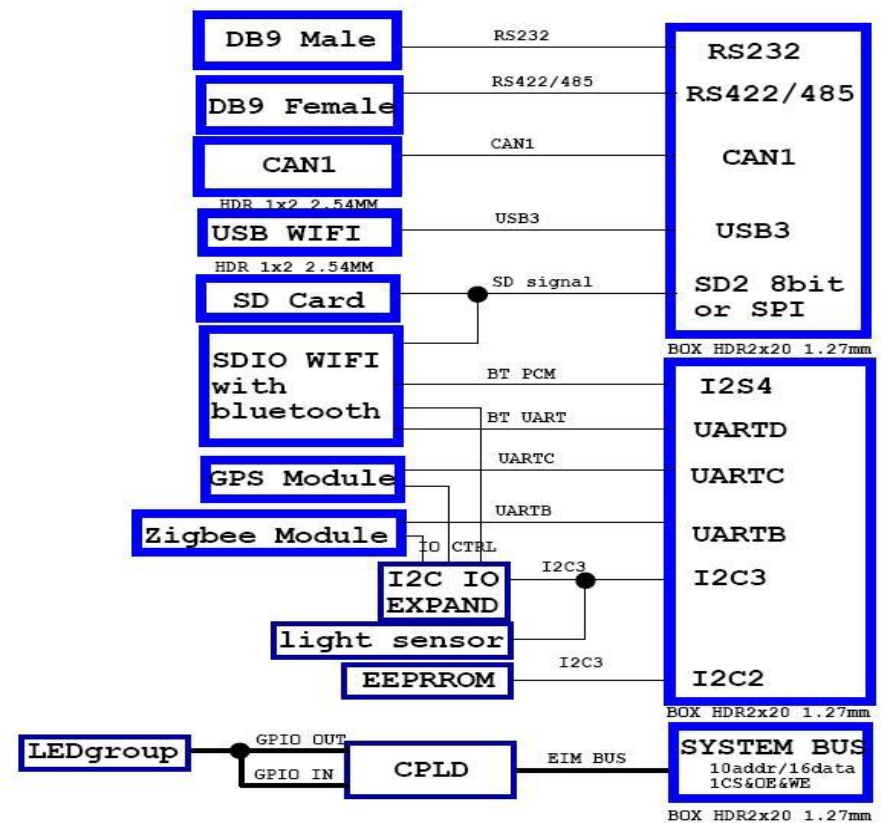 DB9 Male
RS232
RS232
DB9 Female
RS422/485
RS422/485
CAN1
CAN1
CAN1
HDR 1x2 2.54MM
USB WIFI
USB3
USB3
HDR 1x2 2.54MM
SD Card
SD signal
SD2 8bit
or SPI
BOX HDR2x20 1.27mm
SDIO WIFI
with
bluetooth
BT PCM
I2S4
BT UART
UARTD
GPS Module
UARTC
UARTC
Zigbee Module
UARTB
UARTB
IO CTRL
I2C IO
EXPAND
I2C3
I2C3
light sensor
EEPRROM
I2C3
I2C2
BOX HDR2x20 1.27mm
LEDgroup
GPIO OUT
GPIO IN
CPLD
EIM BUS
SYSTEM BUS
10addr/16data
1CS&OE&WE
BOX HDR2x20 1.27mm